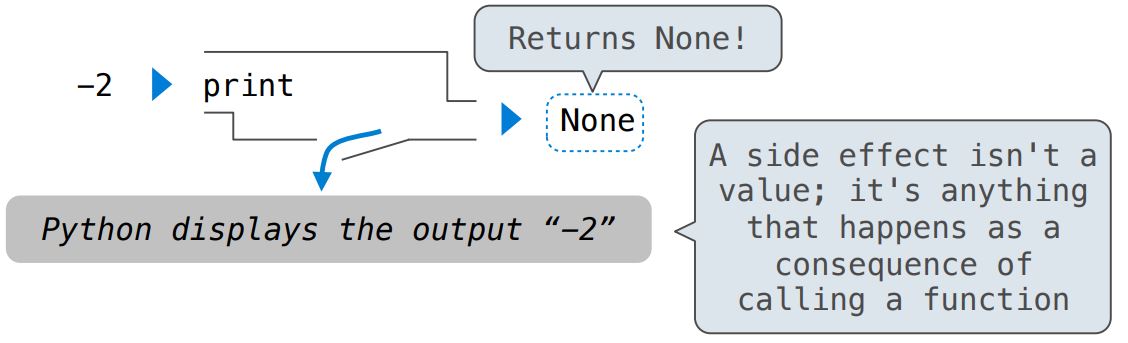 Returns None!
−2
print
None
A side effect isn't a
value; it's anything
that happens as a
consequence of
calling a function
Python displays the output “−2”